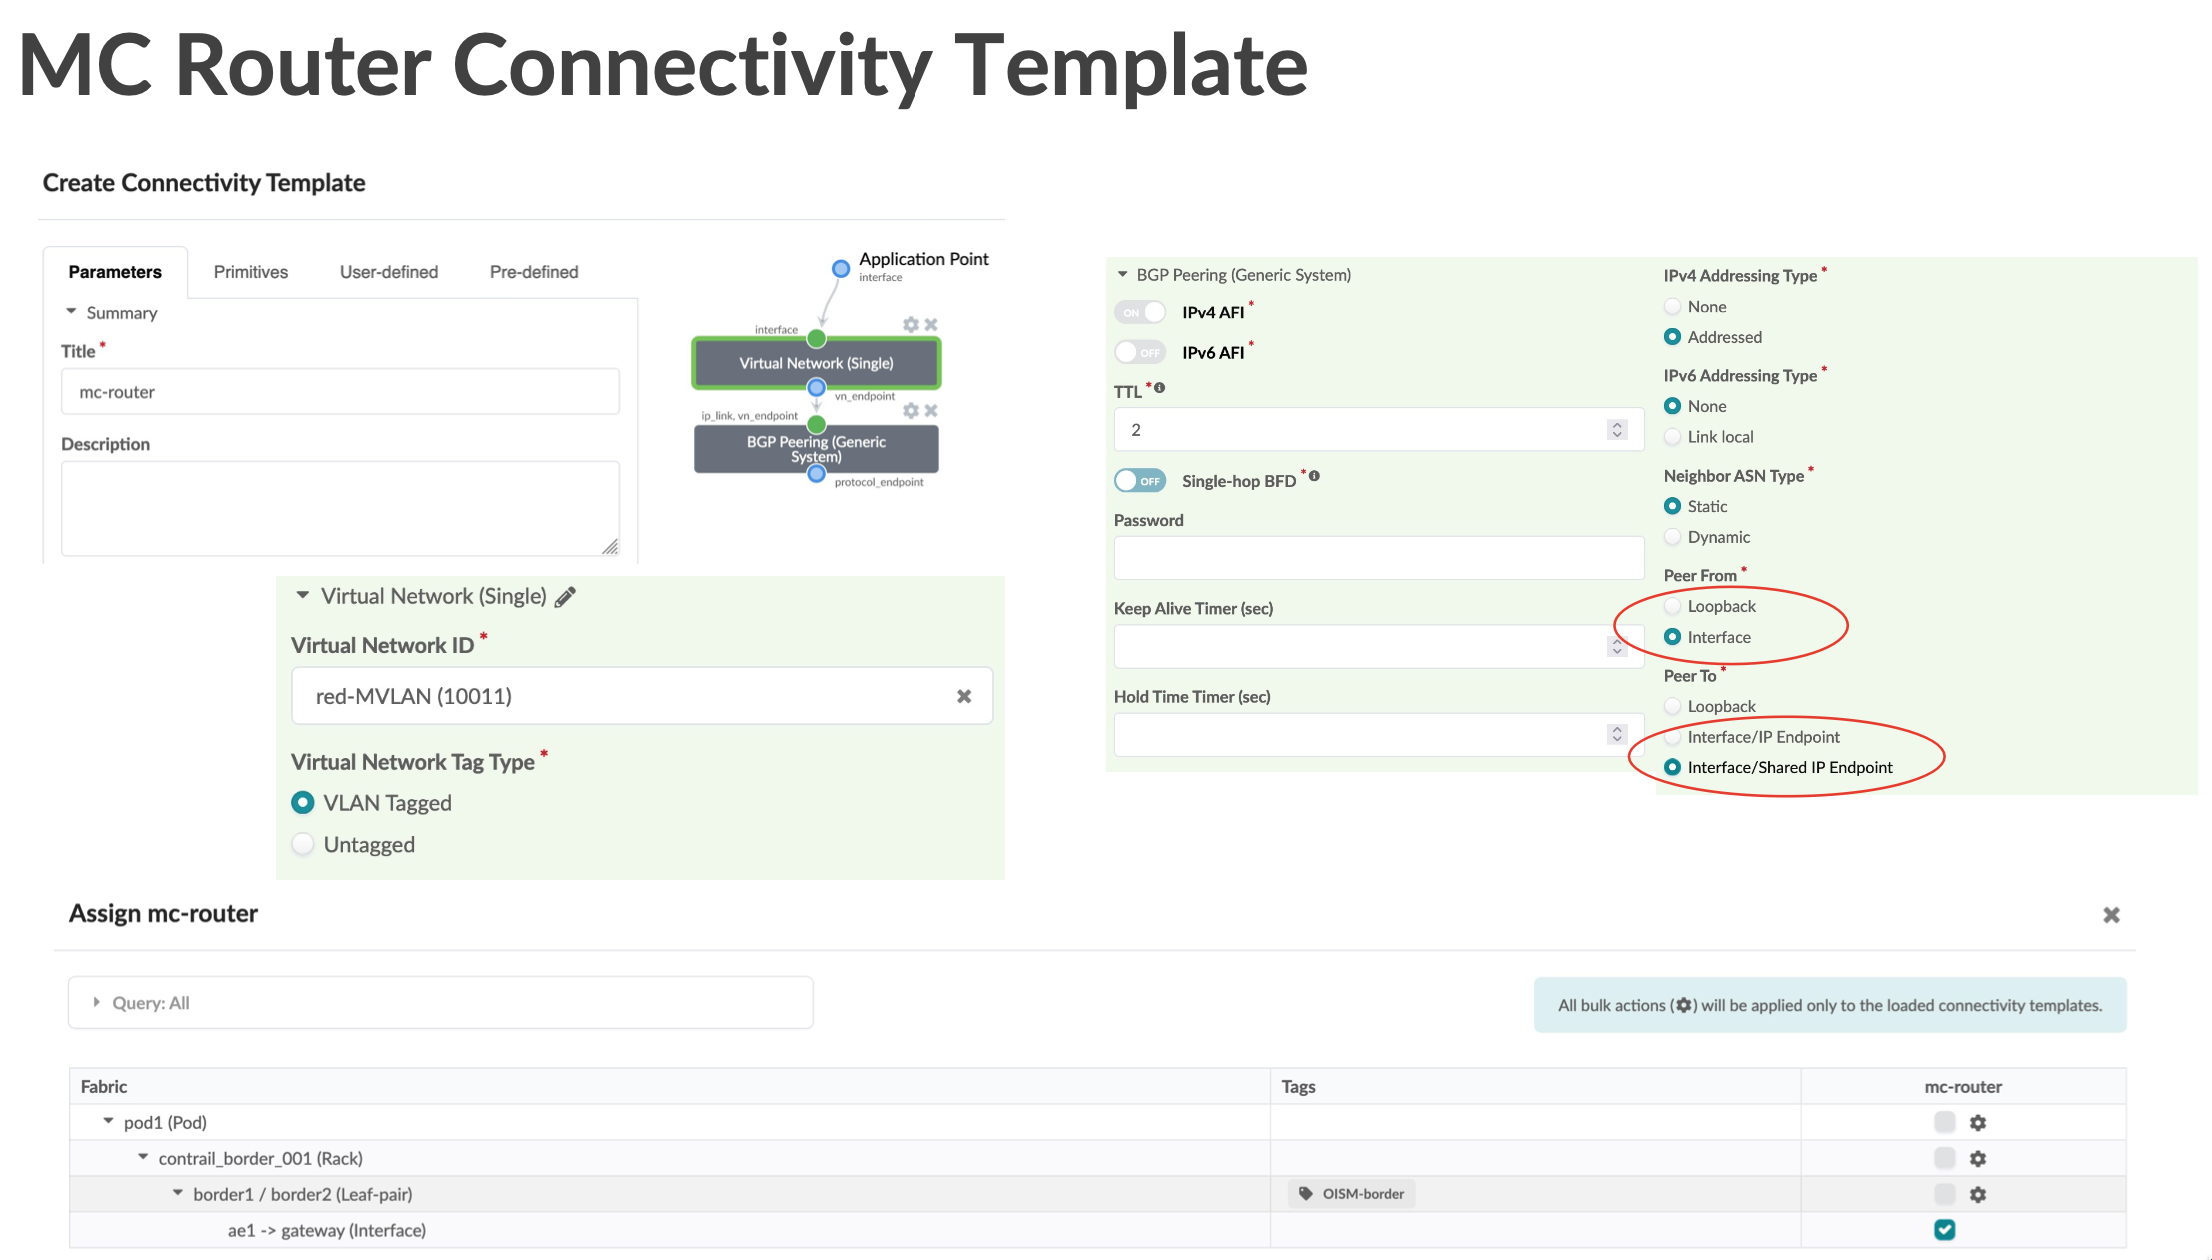 MC Router Connectivity Template
Create Connectivity Template
Parameters Primitives User-defined Pre-defined
Summary
Title *
mc-router
Description
Application Point
interface
interface
Virtual Network (Single)
vn_endpoint
ip_link, vn_endpoint
BGP Peering (Generic
System)
protocol_endpoint
Virtual Network (Single)
Virtual Network ID *
red-MVLAN (10011)
Virtual Network Tag Type *
VLAN Tagged
Untagged
BGP Peering (Generic System)
ON IPv4 AFI *
OFF IPv6 AFI *
TTL *
2
OFF Single-hop BFD *
Password
Keep Alive Timer (sec)
Hold Time Timer (sec)
IPv4 Addressing Type *
None
Addressed
IPv6 Addressing Type *
None
Link local
Neighbor ASN Type *
Static
Dynamic
Peer From *
Loopback
Interface
Peer To *
Loopback
Interface/IP Endpoint
Interface/Shared IP Endpoint
Assign mc-router
Query: All
All bulk actions ( ) will be applied only to the loaded connectivity templates.
Fabric Tags mc-router
pod1 (Pod)
contrail_border_001 (Rack)
border1 / border2 (Leaf-pair) OISM-border
ae1 -> gateway (Interface)